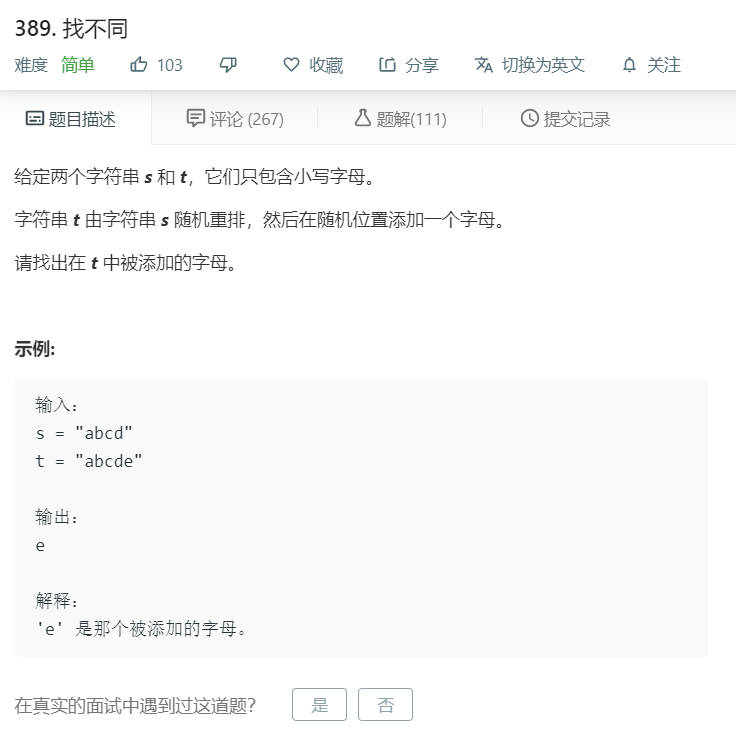 389. 找不同
难度 简单 103 收藏 分享 切换为英文 关注
题目描述 评论 (267) 题解(111) 提交记录
给定两个字符串 s 和 t，它们只包含小写字母。
字符串 t 由字符串 s 随机重排，然后在随机位置添加一个字母。
请找出在 t 中被添加的字母。
示例:
输入：
s = "abcd"
t = "abcde"
输出：
e
解释：
'e' 是那个被添加的字母。
在真实的面试中遇到过这道题？ 是 否